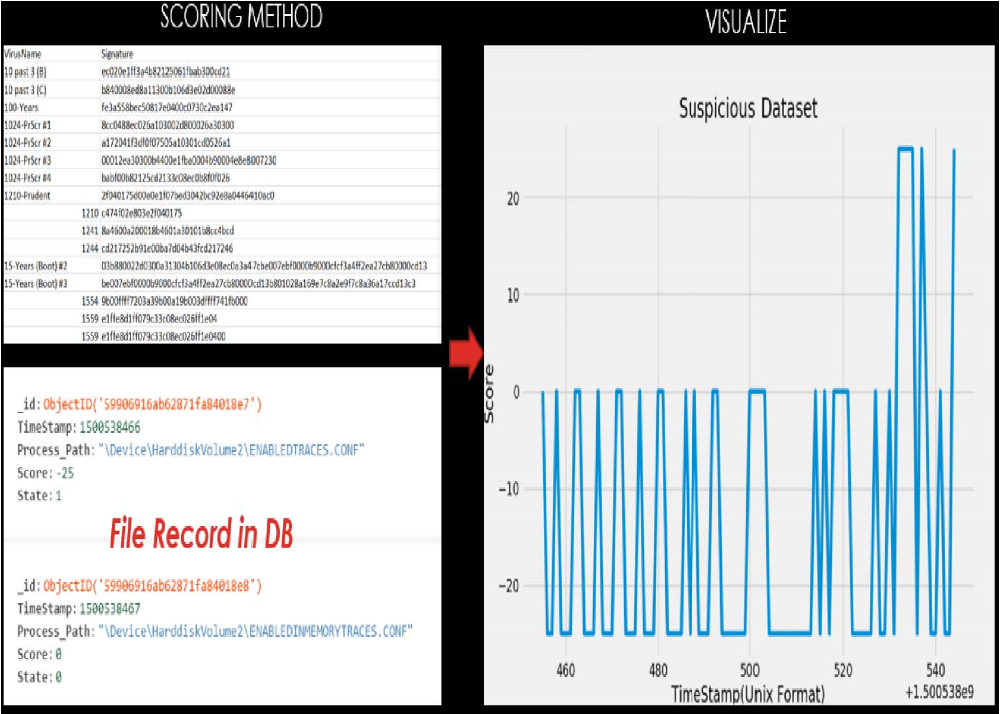 SCORING METHOD
VirusName Signature
10 past 3 (B) ec020e1ff3a4b82125061fbab300cd21
10 past 3 (C) b840008ed8a11300b106d3e02d00088e
100-Years fe3a558bec50817e0400c0730c2ea147
1024-PrScr #1 8cc0488ec026a103002d800026a30300
1024-PrScr #2 a172041f3df0f07505a10301cd0526a1
1024-PrScr #3 00012ea30300b4400e1fba0004b90004e8e8007230
1024-PrScr #4 babf00b82125cd2133c08ec0b8f0f026
1210-Prudent 2f040175d00e0e1f07bed3042bc92e8a0446410ac0
1210 c474f02e803e2f040175
1241 8a4600a200018b4601a30101b8cc4bcd
1244 cd217252b91e00ba7d04b43fcd217246
15-Years (Boot) #2 03b880022d0300a31304b106d3e08ec0a3a47cbe007ebf0000b9000cfcf3a4ff2ea27cb80000cd13
15-Years (Boot) #3 be007ebf0000b9000cfcf3a4ff2ea27cb80000cd13b801028a169e7c8a2e9f7c8a36a17ccd13c3
1554 9b00ffff7203a39b00a19b003dffff741fb000
1559 e1ffe8d1ff079c33c08ec026ff1e04
1559 e1ffe8d1ff079c33c08ec026ff1e0400
_id: ObjectID('59906916ab62871fa84018e7')
TimeStamp: 1500538466
Process_Path: "\Device\HarddiskVolume2\ENABLEDTRACES.CONF"
Score: -25
State: 1
File Record in DB
_id: ObjectID('59906916ab62871fa84018e8')
TimeStamp: 1500538467
Process_Path: "\Device\HarddiskVolume2\ENABLEDINMEMORYTRACES.CONF"
Score: 0
State: 0
VISUALIZE
Suspicious Dataset
20
10
0
−10
−20
Score
460 480 500 520 540
TimeStamp(Unix Format)
+1.500538e9